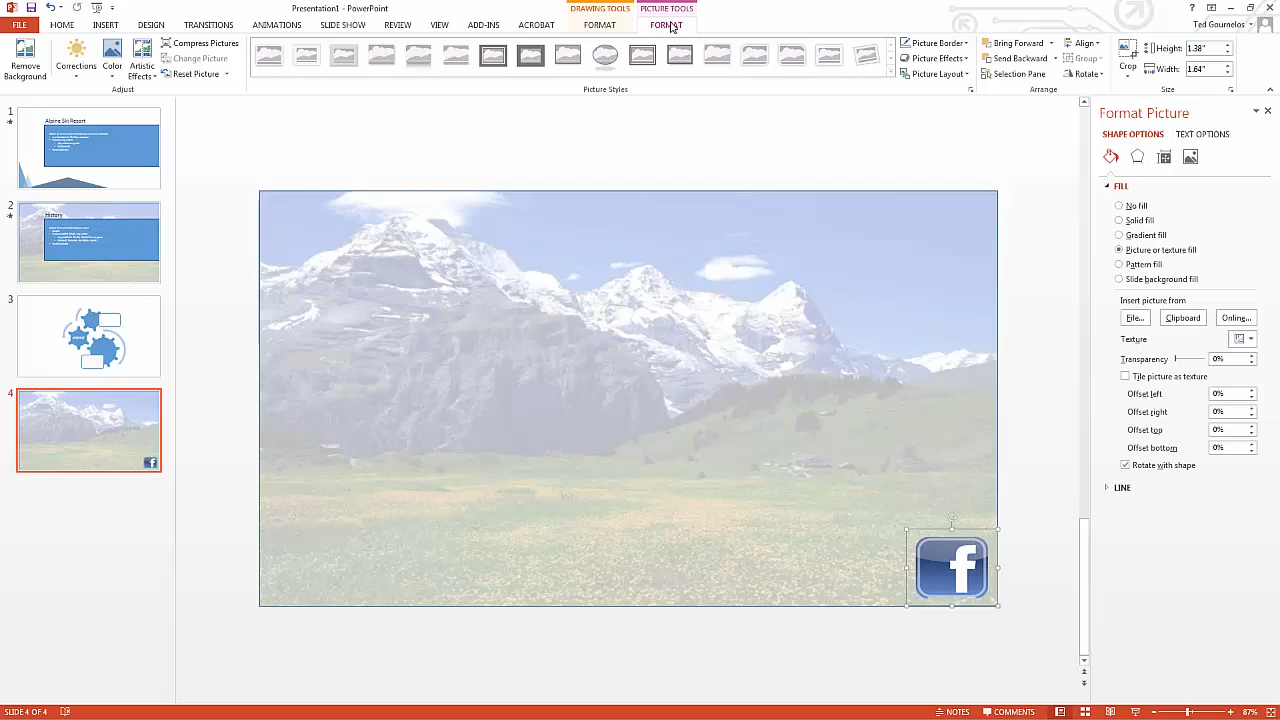 Presentation1 - PowerPoint
DRAWING TOOLS
PICTURE TOOLS
FILE
HOME
INSERT
DESIGN
TRANSITIONS
ANIMATIONS
SLIDE SHOW
REVIEW
VIEW
ADD-INS
ACROBAT
FORMAT
FORMAT
Ted Gournelos
Remove Background
Corrections
Color
Artistic Effects
Compress Pictures
Change Picture
Reset Picture
Adjust
Picture Styles
Picture Border
Picture Effects
Picture Layout
Bring Forward
Send Backward
Selection Pane
Align
Group
Rotate
Arrange
Crop
Height: 1.38"
Width: 1.64"
Size
1
Alpine Ski Resort
2
History
3
4
f
f
Format Picture
SHAPE OPTIONS
TEXT OPTIONS
FILL
No fill
Solid fill
Gradient fill
Picture or texture fill
Pattern fill
Slide background fill
Insert picture from
File...
Clipboard
Online...
Texture
Transparency 0%
Tile picture as texture
Offset left 0%
Offset right 0%
Offset top 0%
Offset bottom 0%
Rotate with shape
LINE
SLIDE 4 OF 4
NOTES
COMMENTS
87%